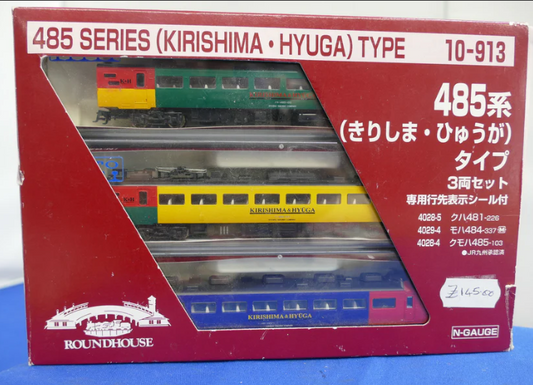 485 SERIES (KIRISHIMA・HYUGA) TYPE 10-913
485系
(きりしま・ひゅうが)
タイプ
3両セット
専用行先表示シール付
4028-5 クハ481-226
4029-4 モハ484-337 M
4028-4 クモハ485-103
●JR九州承認済
KIRISHIMA & HYUGA
KIRISHIMA & HYUGA
£145.00
ROUNDHOUSE
N-GAUGE